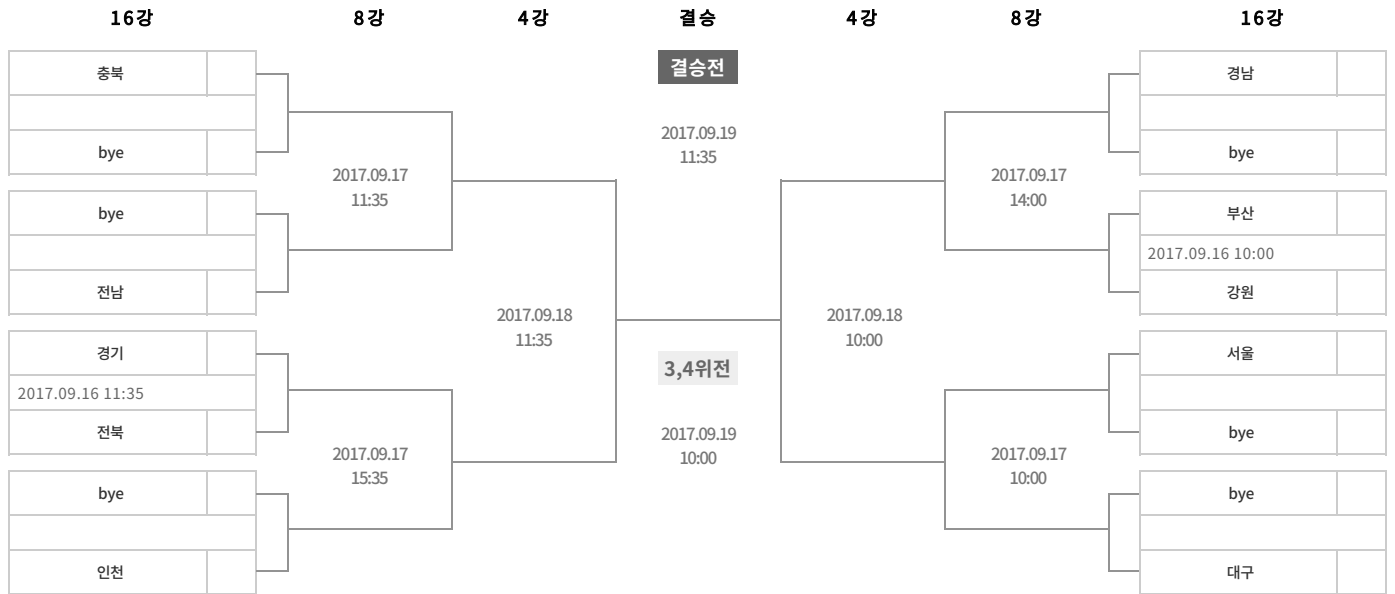 16강 8강 4강 결승 4강 8강 16강
충북
bye
bye
전남
경기
2017.09.16 11:35
전북
bye
인천
2017.09.17
11:35
2017.09.17
15:35
2017.09.18
11:35
결승전
2017.09.19
11:35
3,4위전
2017.09.19
10:00
2017.09.18
10:00
2017.09.17
14:00
2017.09.17
10:00
경남
bye
부산
2017.09.16 10:00
강원
서울
bye
bye
대구